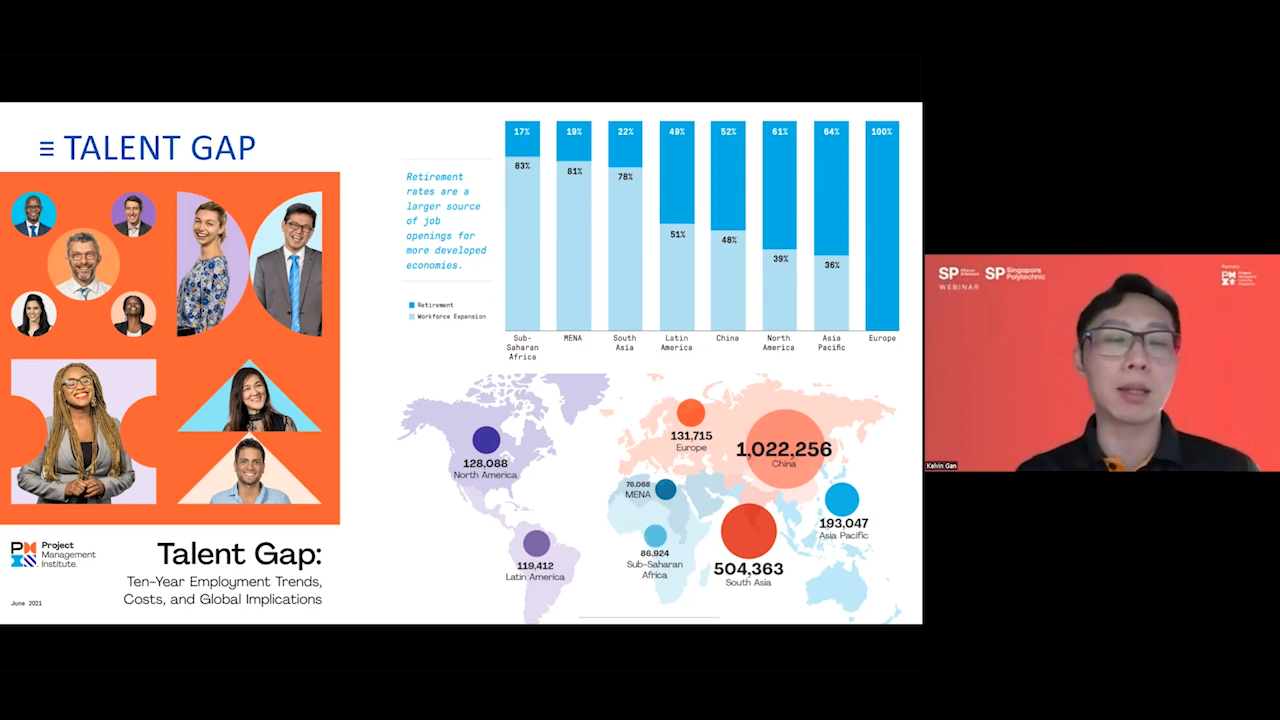 TALENT GAP
Project
Management
Institute.
Talent Gap:
Ten-Year Employment Trends,
Costs, and Global Implications
June 2021
Retirement
rates are a
larger source
of job
openings for
more developed
economies.
Retirement
Workforce Expansion
17% 19% 22% 49% 52% 61% 64% 100%
83% 81% 78% 51% 48% 39% 36%
Sub-
Saharan
Africa
MENA
South
Asia
Latin
America
China
North
America
Asia
Pacific
Europe
128,088
North America
131,715
Europe
1,022,256
China
76,068
MENA
193,047
Asia Pacific
86,924
Sub-Saharan
Africa
504,363
South Asia
119,412
Latin America
SP
SP Singapore
Polytechnic
WEBINAR
Kelvin Gan